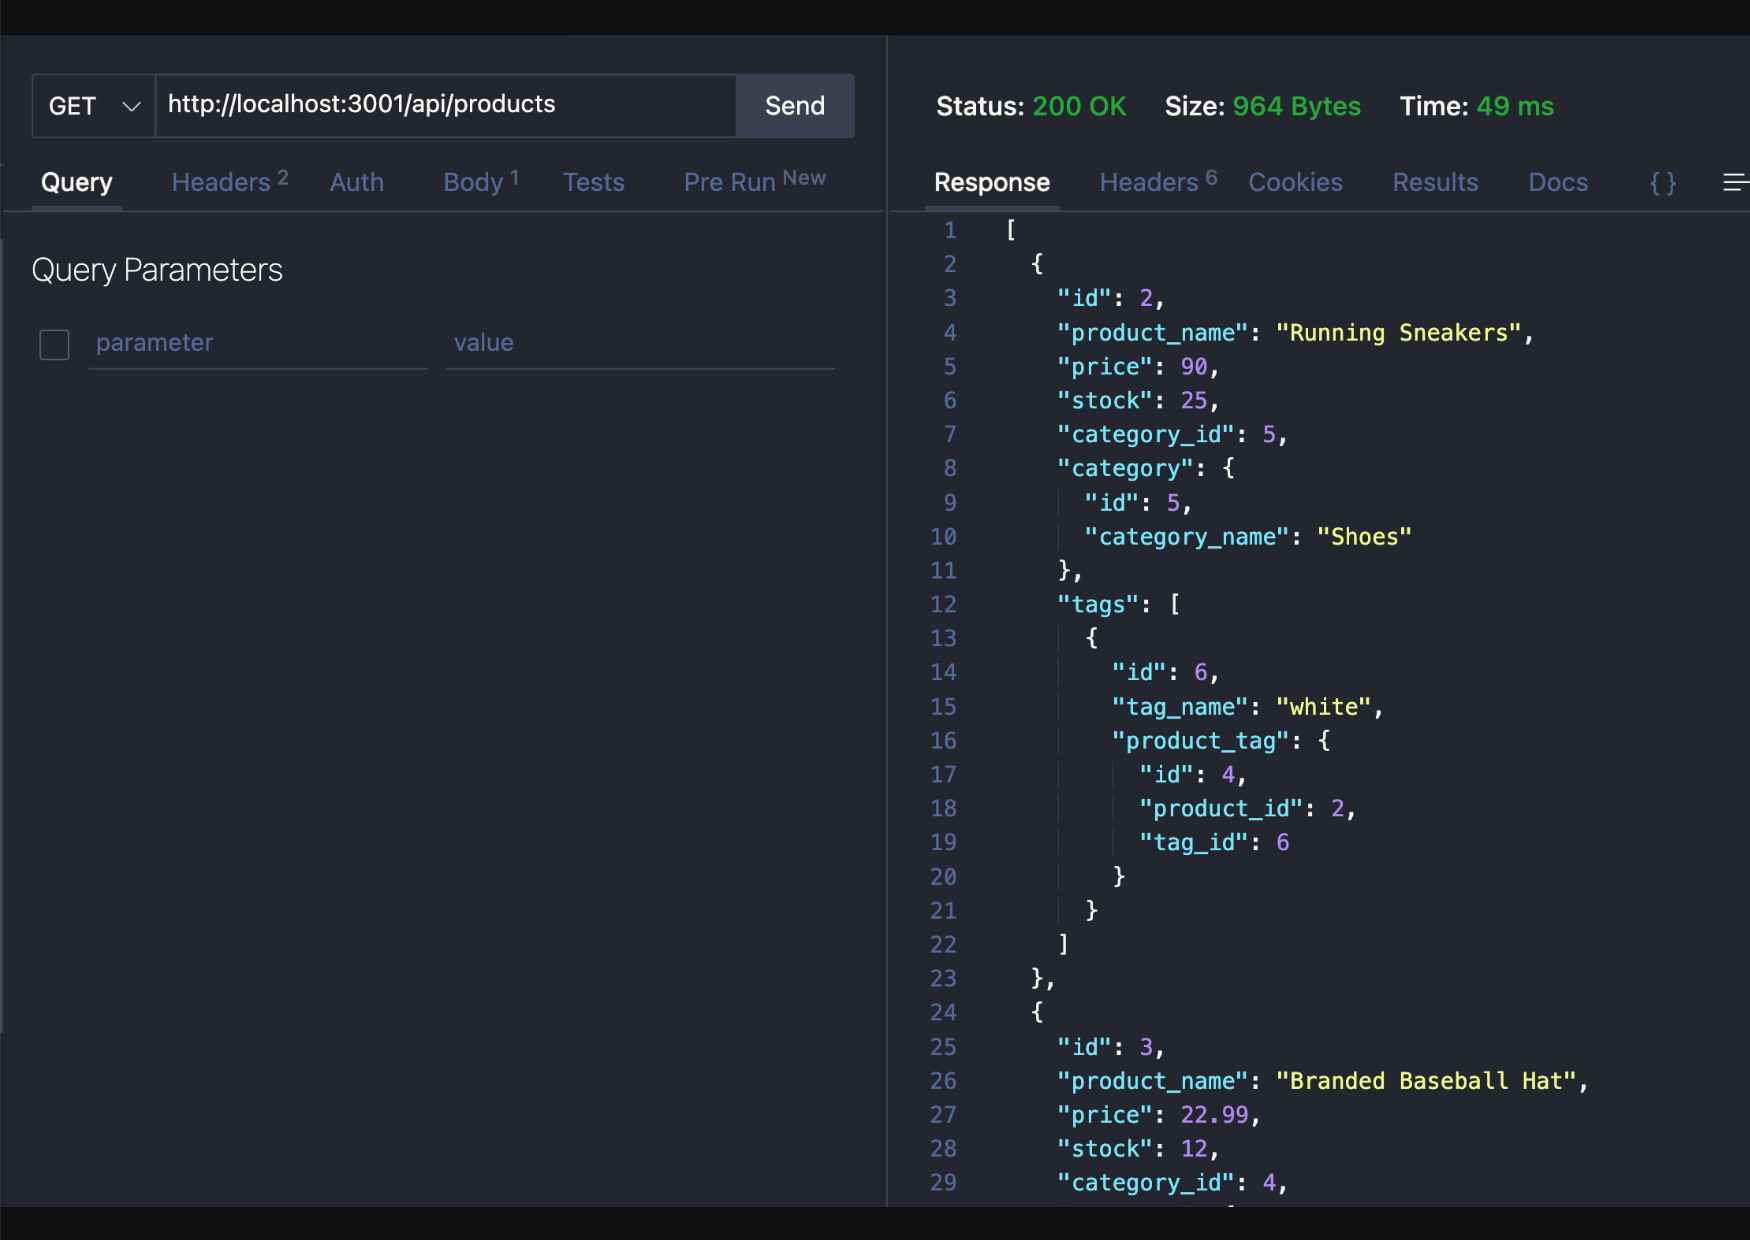 GET http://localhost:3001/api/products Send
Query Headers 2 Auth Body 1 Tests Pre Run New
Query Parameters
parameter value
Status: 200 OK Size: 964 Bytes Time: 49 ms
Response Headers 6 Cookies Results Docs { }
1 [
2 {
3 "id": 2,
4 "product_name": "Running Sneakers",
5 "price": 90,
6 "stock": 25,
7 "category_id": 5,
8 "category": {
9 "id": 5,
10 "category_name": "Shoes"
11 },
12 "tags": [
13 {
14 "id": 6,
15 "tag_name": "white",
16 "product_tag": {
17 "id": 4,
18 "product_id": 2,
19 "tag_id": 6
20 }
21 }
22 ]
23 },
24 {
25 "id": 3,
26 "product_name": "Branded Baseball Hat",
27 "price": 22.99,
28 "stock": 12,
29 "category_id": 4,